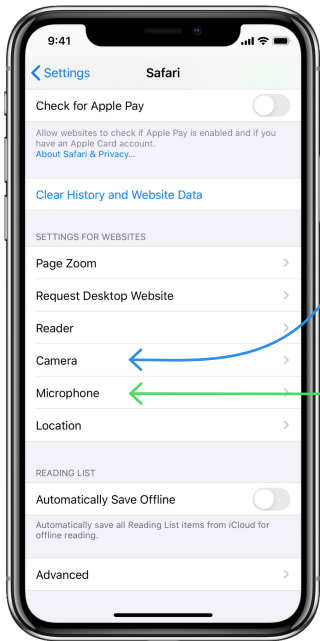 9:41
Settings
Safari
Check for Apple Pay
Allow websites to check if Apple Pay is enabled and if you
have an Apple Card account.
About Safari & Privacy...
Clear History and Website Data
SETTINGS FOR WEBSITES
Page Zoom
Request Desktop Website
Reader
Camera
Microphone
Location
READING LIST
Automatically Save Offline
Automatically save all Reading List items from iCloud for
offline reading.
Advanced